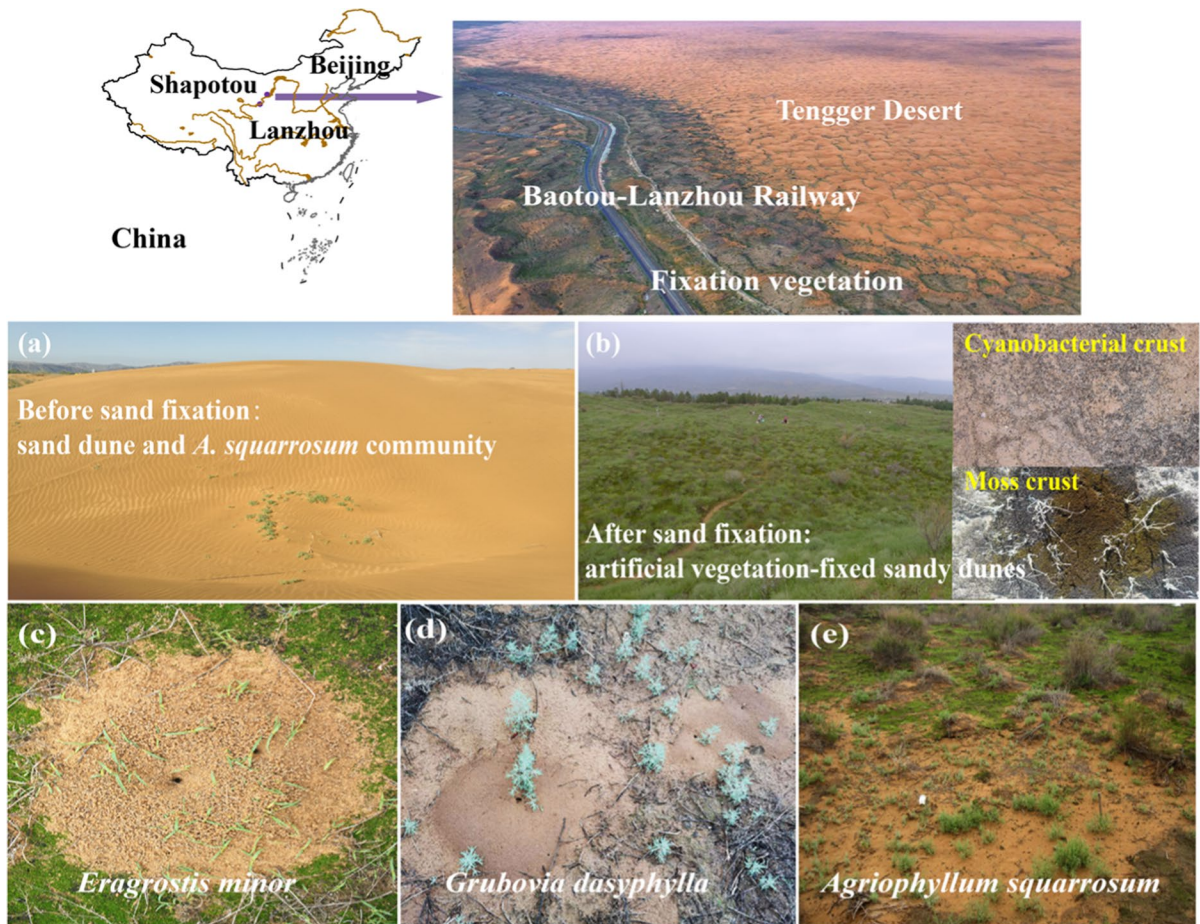 Beijing
Shapotou
Lanzhou
China
Tengger Desert
Baotou-Lanzhou Railway
Fixation vegetation
(a)
Before sand fixation:
sand dune and A. squarrosum community
(b)
After sand fixation:
artificial vegetation-fixed sandy dunes
Cyanobacterial crust
Moss crust
(c)
Eragrostis minor
(d)
Grubovia dasyphylla
(e)
Agriophyllum squarrosum